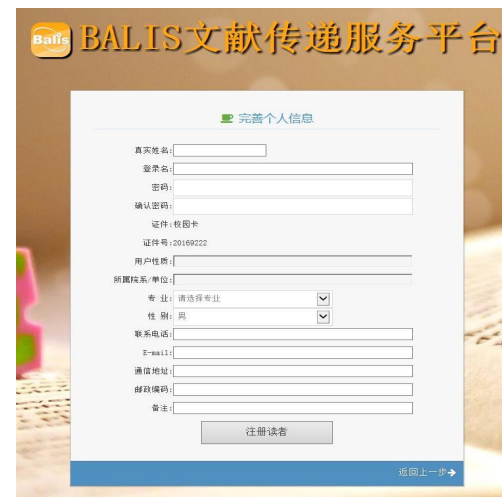 Balis BALIS文献传递服务平台
完善个人信息
真实姓名:
登录名:
密码:
确认密码:
证件:校园卡
证件号:20169222
用户性质:
所属院系/单位:
专 业: 请选择专业
性 别: 男
联系电话:
E-mail:
通信地址:
邮政编码:
备注:
注册读者
返回上一步